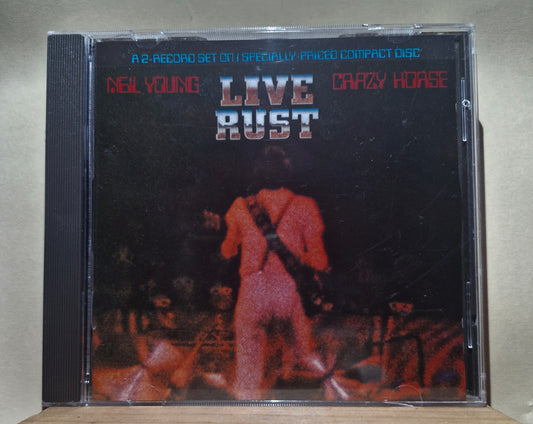 A 2-RECORD SET ON 1 SPECIALLY-PRICED COMPACT DISC
NEIL YOUNG
LIVE
RUST
CRAZY HORSE